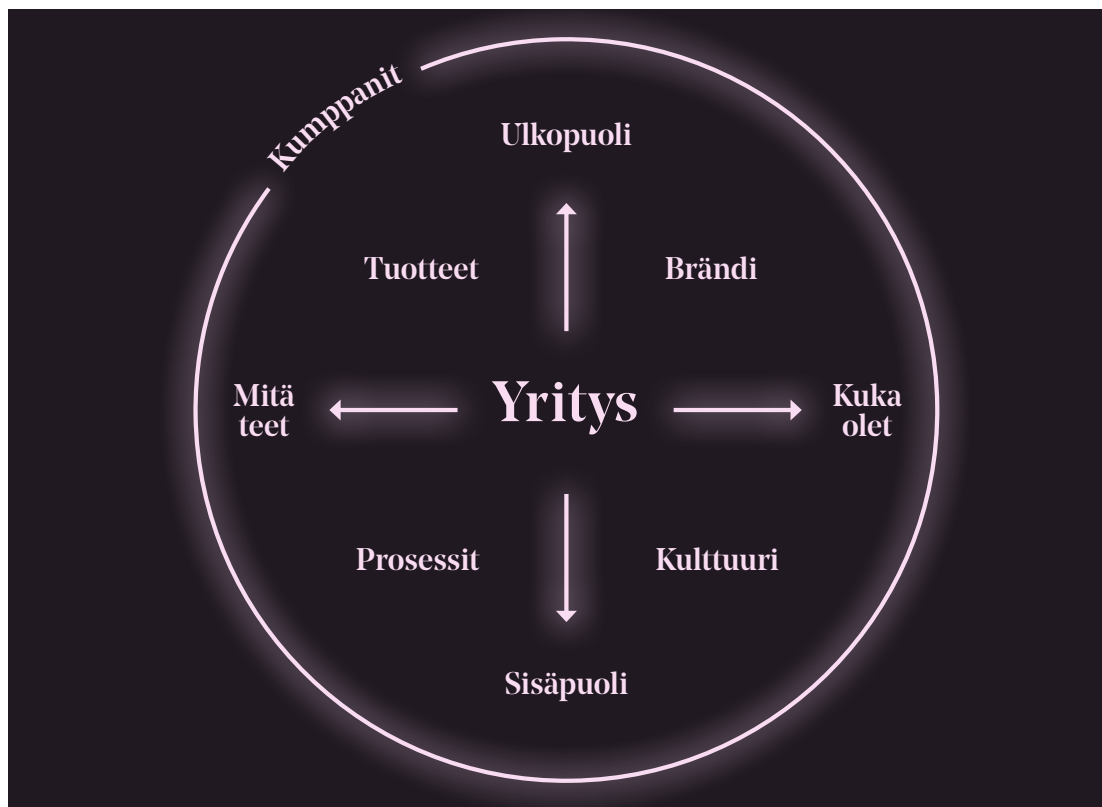 Kumppanit
Ulkopuoli
Tuotteet
Brändi
Mitä
teet
Yritys
Kuka
olet
Prosessit
Kulttuuri
Sisäpuoli